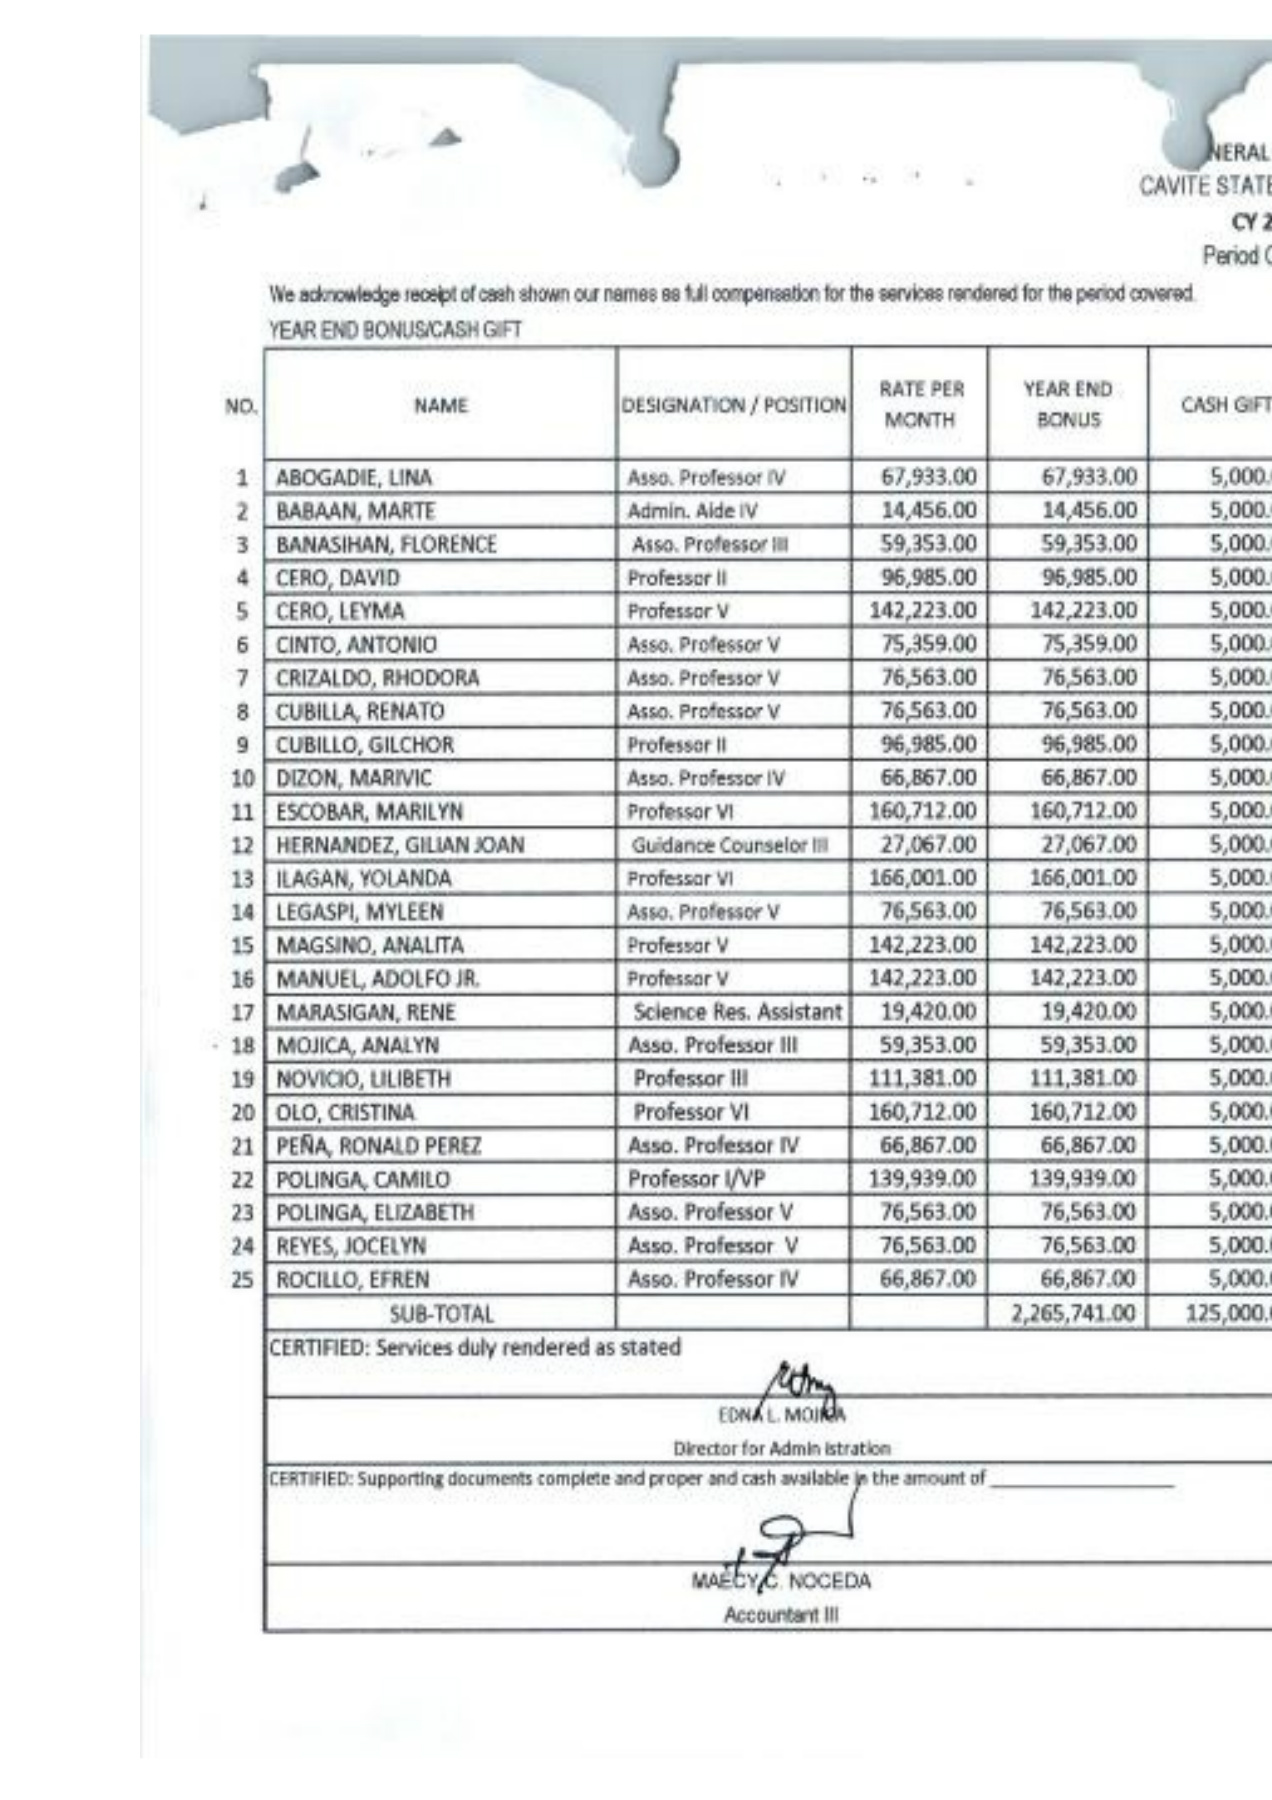 NERAL
CAVITE STATE
CY 2
Period C
We acknowledge receipt of cash shown our names as full compensation for the services rendered for the period covered.
YEAR END BONUS/CASH GIFT
NO. NAME DESIGNATION / POSITION RATE PER MONTH YEAR END BONUS CASH GIFT
1 ABOGADIE, LINA Asso. Professor IV 67,933.00 67,933.00 5,000.
2 BABAAN, MARTE Admin. Aide IV 14,456.00 14,456.00 5,000.
3 BANASIHAN, FLORENCE Asso. Professor III 59,353.00 59,353.00 5,000.
4 CERO, DAVID Professor II 96,985.00 96,985.00 5,000.
5 CERO, LEYMA Professor V 142,223.00 142,223.00 5,000.
6 CINTO, ANTONIO Asso. Professor V 75,359.00 75,359.00 5,000.
7 CRIZALDO, RHODORA Asso. Professor V 76,563.00 76,563.00 5,000.
8 CUBILLA, RENATO Asso. Professor V 76,563.00 76,563.00 5,000.
9 CUBILLO, GILCHOR Professor II 96,985.00 96,985.00 5,000.
10 DIZON, MARIVIC Asso. Professor IV 66,867.00 66,867.00 5,000.
11 ESCOBAR, MARILYN Professor VI 160,712.00 160,712.00 5,000.
12 HERNANDEZ, GILIAN JOAN Guidance Counselor III 27,067.00 27,067.00 5,000.
13 ILAGAN, YOLANDA Professor VI 166,001.00 166,001.00 5,000.
14 LEGASPI, MYLEEN Asso. Professor V 76,563.00 76,563.00 5,000.
15 MAGSINO, ANALITA Professor V 142,223.00 142,223.00 5,000.
16 MANUEL, ADOLFO JR. Professor V 142,223.00 142,223.00 5,000.
17 MARASIGAN, RENE Science Res. Assistant 19,420.00 19,420.00 5,000.
18 MOJICA, ANALYN Asso. Professor III 59,353.00 59,353.00 5,000.
19 NOVICIO, LILIBETH Professor III 111,381.00 111,381.00 5,000.
20 OLO, CRISTINA Professor VI 160,712.00 160,712.00 5,000.
21 PEÑA, RONALD PEREZ Asso. Professor IV 66,867.00 66,867.00 5,000.
22 POLINGA, CAMILO Professor I/VP 139,939.00 139,939.00 5,000.
23 POLINGA, ELIZABETH Asso. Professor V 76,563.00 76,563.00 5,000.
24 REYES, JOCELYN Asso. Professor V 76,563.00 76,563.00 5,000.
25 ROCILLO, EFREN Asso. Professor IV 66,867.00 66,867.00 5,000.
SUB-TOTAL 2,265,741.00 125,000.
CERTIFIED: Services duly rendered as stated
EDNA L. MOJICA
Director for Admin istration
CERTIFIED: Supporting documents complete and proper and cash available in the amount of
MAECY C. NOCEDA
Accountant III